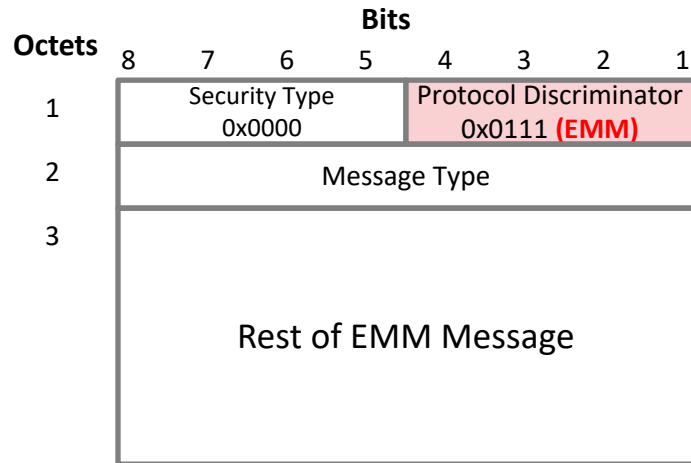 Bits
Octets
8 7 6 5 4 3 2 1
1
Security Type
0x0000
Protocol Discriminator
0x0111 (EMM)
2
Message Type
3
Rest of EMM Message